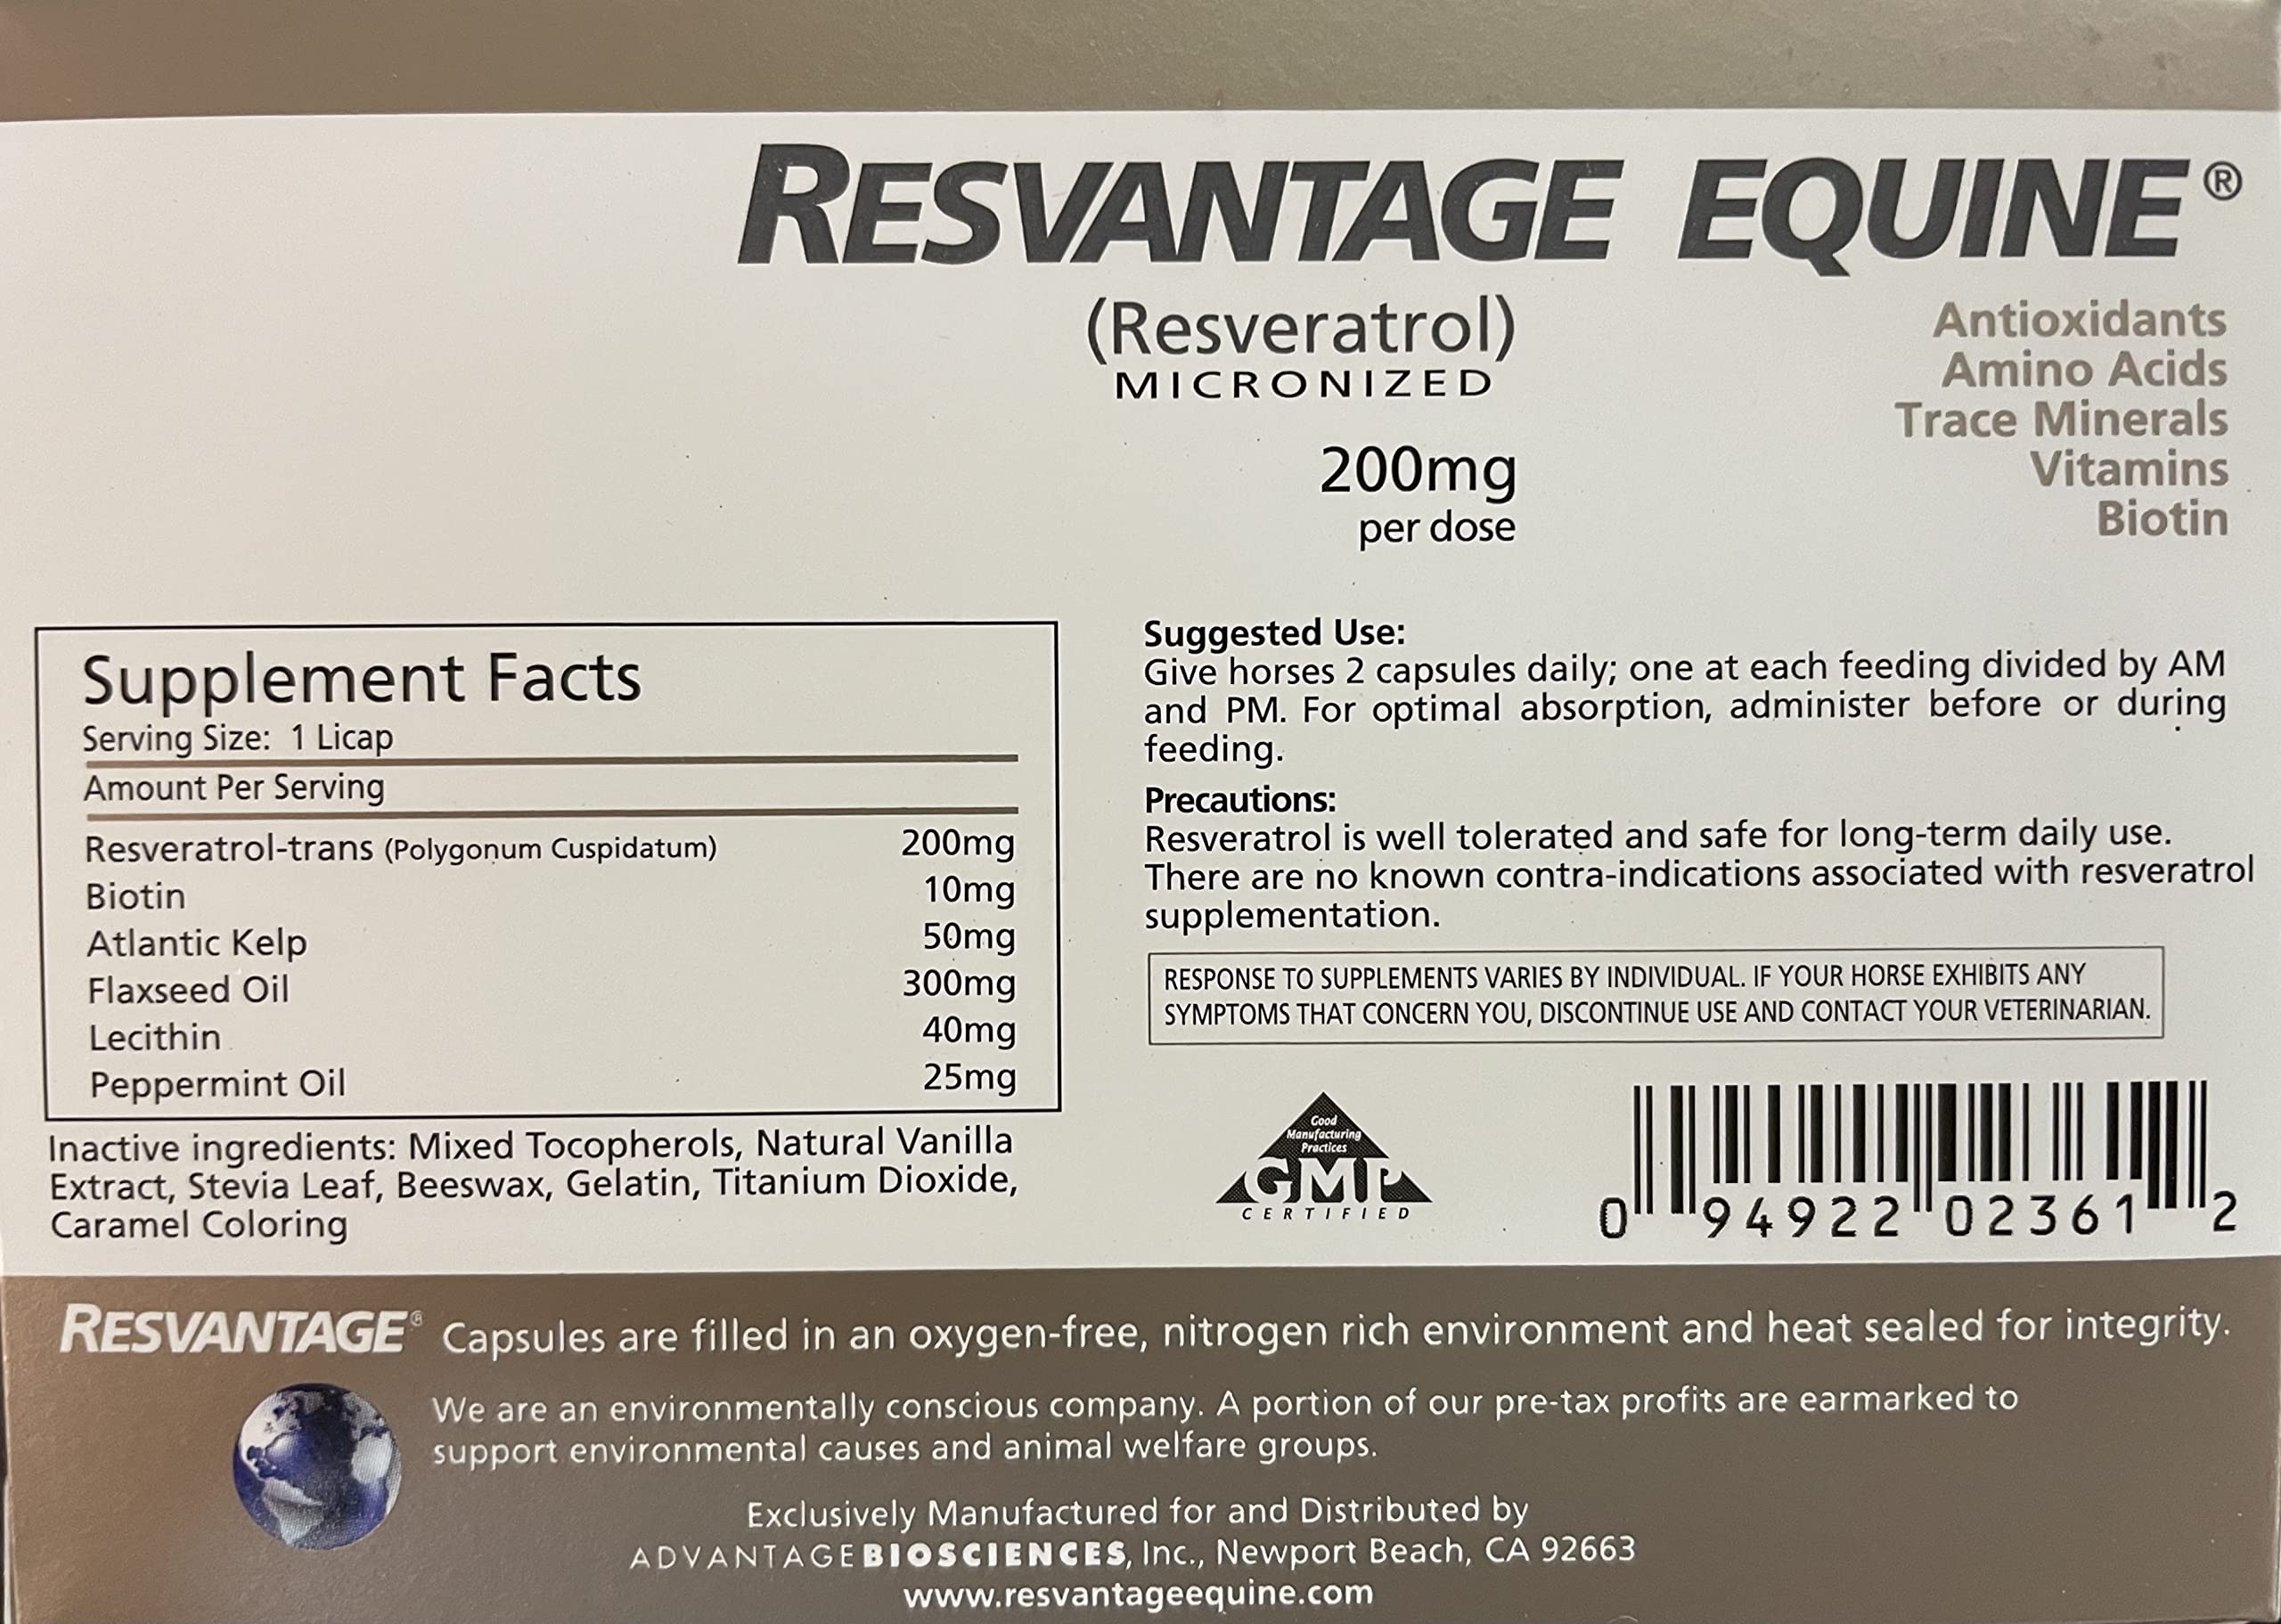 RESVANTAGE EQUINE®
(Resveratrol)
MICRONIZED
200mg
per dose
Antioxidants
Amino Acids
Trace Minerals
Vitamins
Biotin
Supplement Facts
Serving Size: 1 Licap
Amount Per Serving
Resveratrol-trans (Polygonum Cuspidatum) 200mg
Biotin 10mg
Atlantic Kelp 50mg
Flaxseed Oil 300mg
Lecithin 40mg
Peppermint Oil 25mg
Inactive ingredients: Mixed Tocopherols, Natural Vanilla
Extract, Stevia Leaf, Beeswax, Gelatin, Titanium Dioxide,
Caramel Coloring
Suggested Use:
Give horses 2 capsules daily; one at each feeding divided by AM
and PM. For optimal absorption, administer before or during
feeding.
Precautions:
Resveratrol is well tolerated and safe for long-term daily use.
There are no known contra-indications associated with resveratrol
supplementation.
RESPONSE TO SUPPLEMENTS VARIES BY INDIVIDUAL. IF YOUR HORSE EXHIBITS ANY
SYMPTOMS THAT CONCERN YOU, DISCONTINUE USE AND CONTACT YOUR VETERINARIAN.
Good
Manufacturing
Practices
GMP
CERTIFIED
0 94922 02361 2
RESVANTAGE® Capsules are filled in an oxygen-free, nitrogen rich environment and heat sealed for integrity.
We are an environmentally conscious company. A portion of our pre-tax profits are earmarked to
support environmental causes and animal welfare groups.
Exclusively Manufactured for and Distributed by
ADVANTAGEBIOSCIENCES, Inc., Newport Beach, CA 92663
www.resvantageequine.com